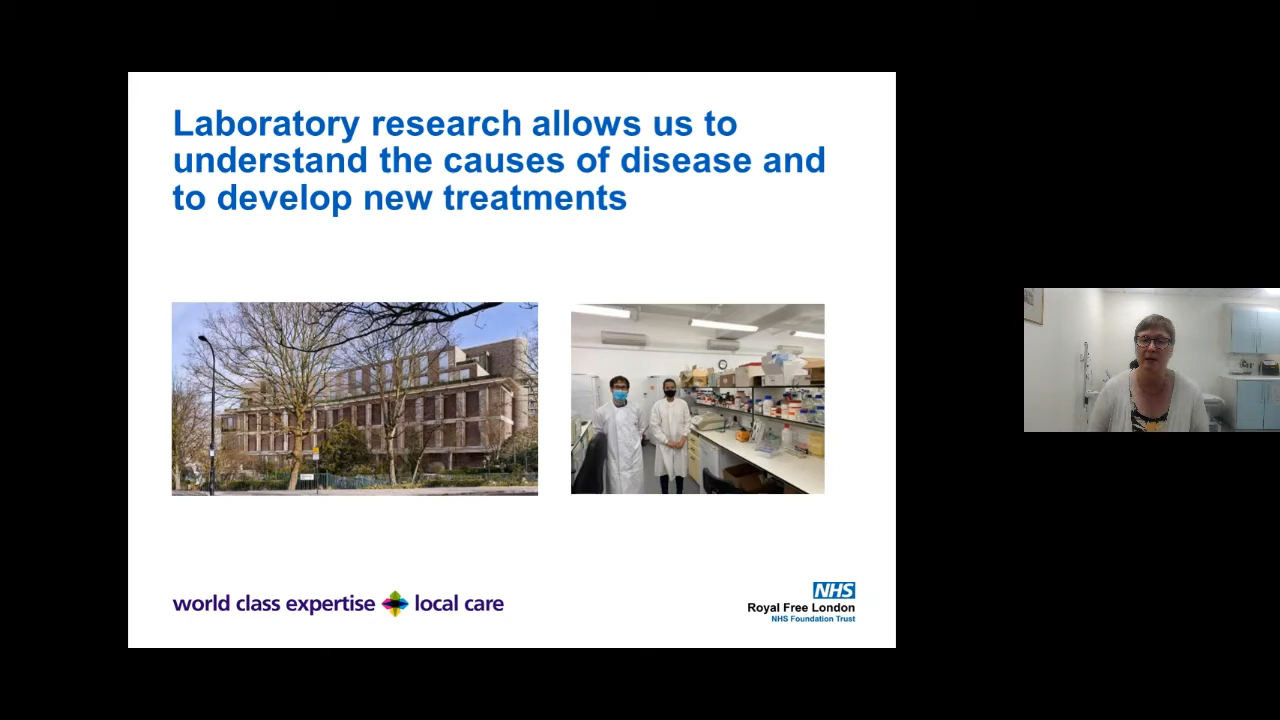 Laboratory research allows us to
understand the causes of disease and
to develop new treatments
world class expertise local care
NHS
Royal Free London
NHS Foundation Trust